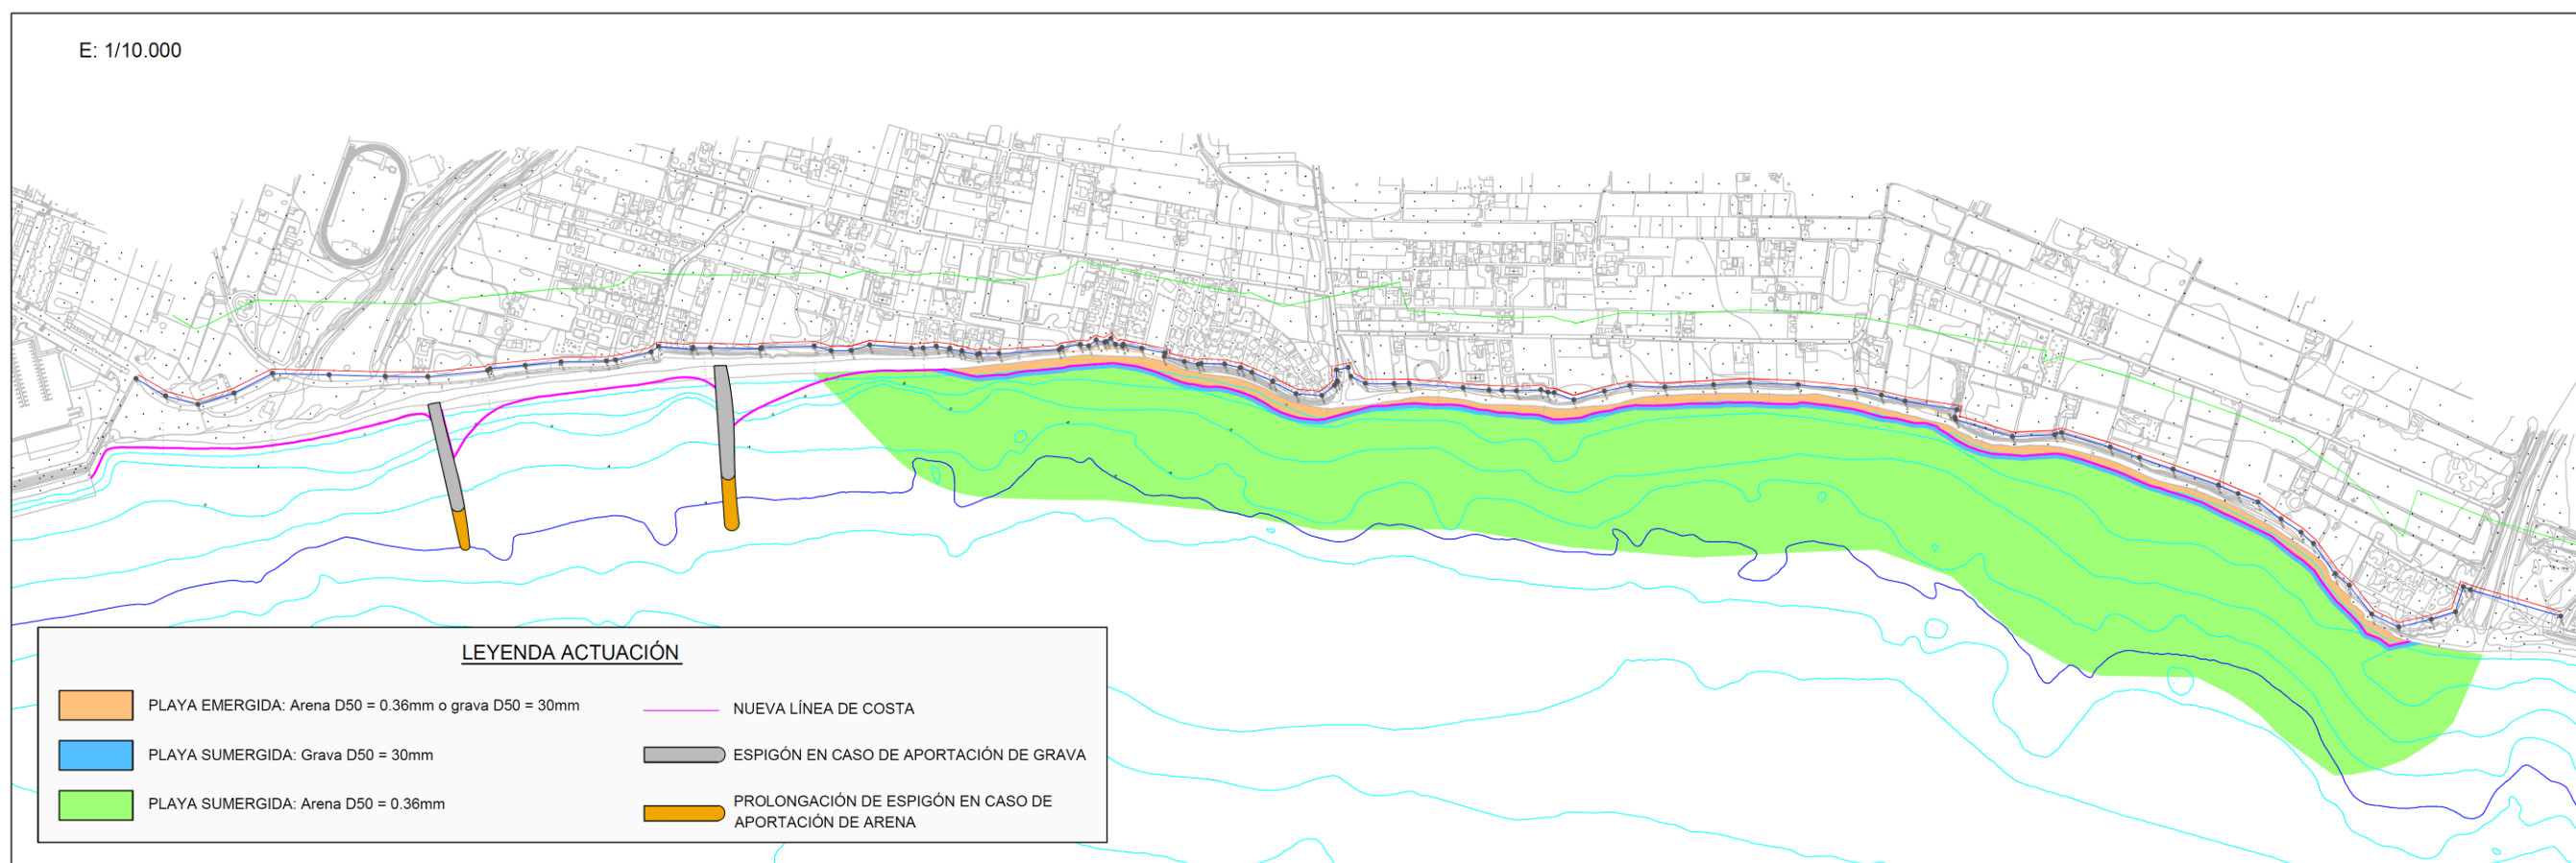 E: 1/10.000
LEYENDA ACTUACIÓN
PLAYA EMERGIDA: Arena D50 = 0.36mm o grava D50 = 30mm
PLAYA SUMERGIDA: Grava D50 = 30mm
PLAYA SUMERGIDA: Arena D50 = 0.36mm
NUEVA LÍNEA DE COSTA
ESPIGÓN EN CASO DE APORTACIÓN DE GRAVA
PROLONGACIÓN DE ESPIGÓN EN CASO DE
APORTACIÓN DE ARENA